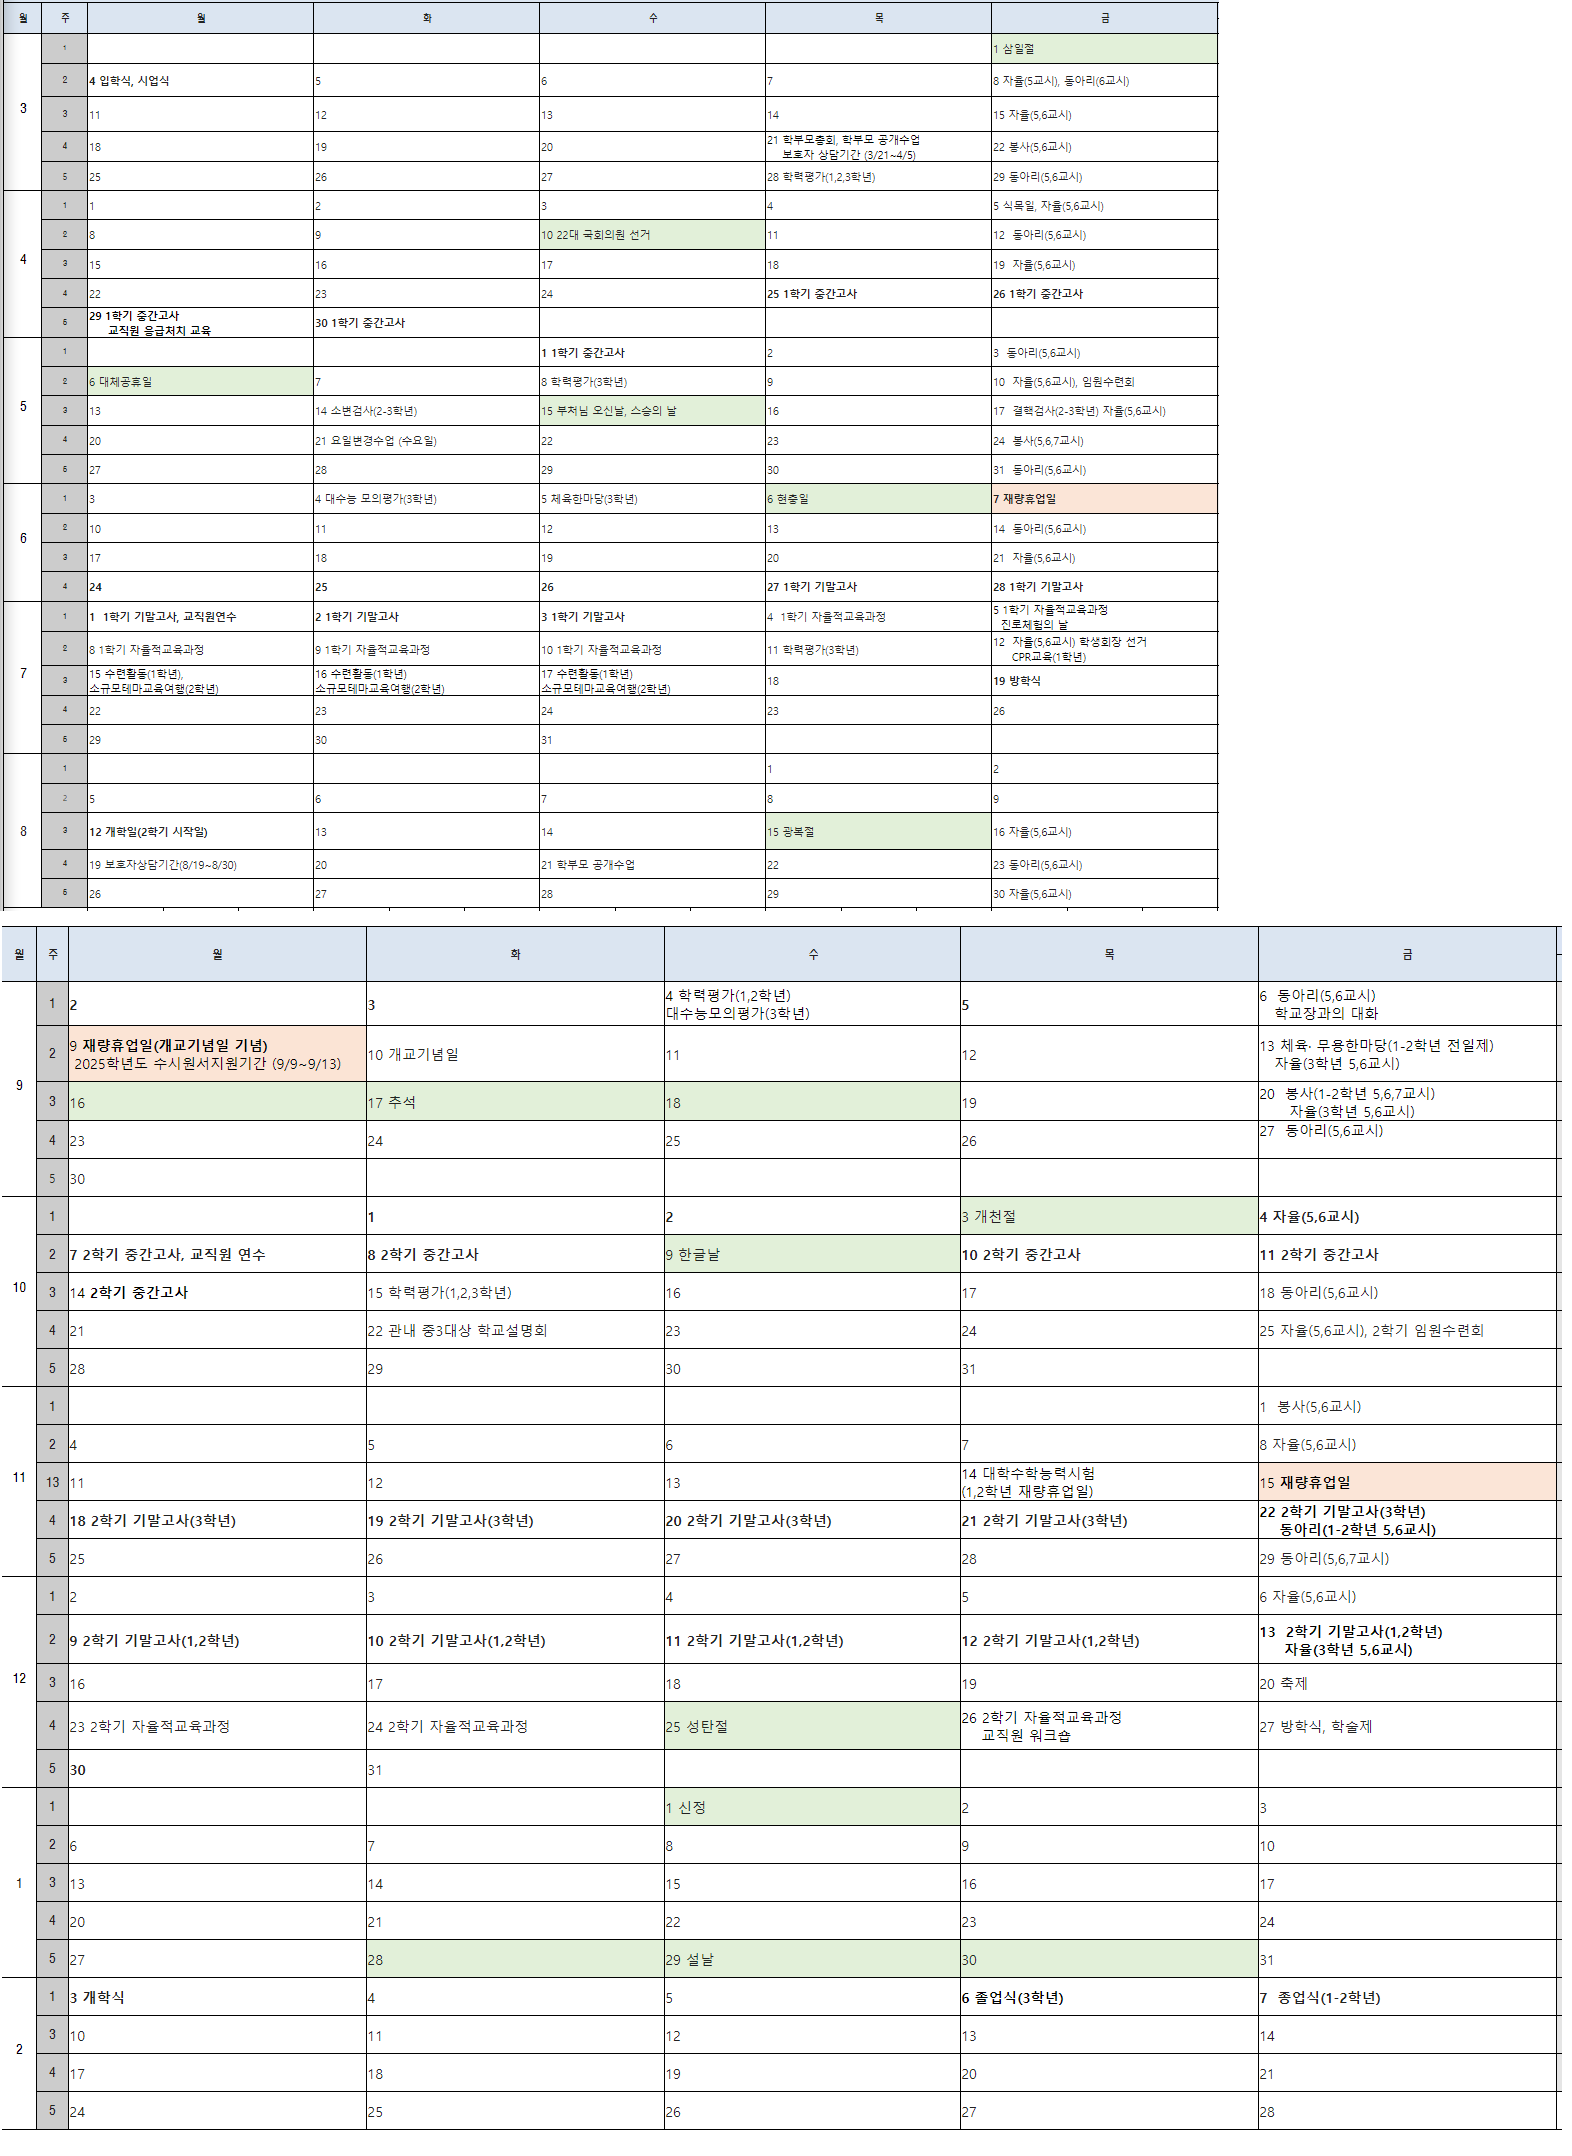 월 주 월 화 수 목 금
3
1 1 삼일절
2 4 입학식, 시업식 5 6 7 8 자율(5교시), 동아리(6교시)
3 11 12 13 14 15 자율(5,6교시)
4 18 19 20 21 학부모총회, 학부모 공개수업 22 봉사(5,6교시)
보호자 상담기간 (3/21~4/5)
5 25 26 27 28 학력평가(1,2,3학년) 29 동아리(5,6교시)
4
1 1 2 3 4 5 식목일, 자율(5,6교시)
2 8 9 10 22대 국회의원 선거 11 12 동아리(5,6교시)
3 15 16 17 18 19 자율(5,6교시)
4 22 23 24 25 1학기 중간고사 26 1학기 중간고사
5 29 1학기 중간고사 30 1학기 중간고사
교직원 응급처치 교육
5
1 1 1학기 중간고사 2 3 동아리(5,6교시)
2 6 대체공휴일 7 8 학력평가(3학년) 9 10 자율(5,6교시), 임원수련회
3 13 14 소변검사(2-3학년) 15 부처님 오신날, 스승의 날 16 17 결핵검사(2-3학년) 자율(5,6교시)
4 20 21 요일변경수업 (수요일) 22 23 24 봉사(5,6,7교시)
5 27 28 29 30 31 동아리(5,6교시)
6
1 3 4 대수능 모의평가(3학년) 5 체육한마당(3학년) 6 현충일 7 재량휴업일
2 10 11 12 13 14 동아리(5,6교시)
3 17 18 19 20 21 자율(5,6교시)
4 24 25 26 27 1학기 기말고사 28 1학기 기말고사
7
1 1 1학기 기말고사, 교직원연수 2 1학기 기말고사 3 1학기 기말고사 4 1학기 자율적교육과정 5 1학기 자율적교육과정
진로체험의 날
2 8 1학기 자율적교육과정 9 1학기 자율적교육과정 10 1학기 자율적교육과정 11 학력평가(3학년) 12 자율(5,6교시) 학생회장 선거
CPR교육(1학년)
3 15 수련활동(1학년), 16 수련활동(1학년) 17 수련활동(1학년) 18 19 방학식
소규모테마교육여행(2학년) 소규모테마교육여행(2학년) 소규모테마교육여행(2학년)
4 22 23 24 23 26
5 29 30 31
8
1 1 2
2 5 6 7 8 9
3 12 개학일(2학기 시작일) 13 14 15 광복절 16 자율(5,6교시)
4 19 보호자상담기간(8/19~8/30) 20 21 학부모 공개수업 22 23 동아리(5,6교시)
5 26 27 28 29 30 자율(5,6교시)
월 주 월 화 수 목 금
9
1 2 3 4 학력평가(1,2학년) 5 6 동아리(5,6교시)
대수능모의평가(3학년) 학교장과의 대화
2 9 재량휴업일(개교기념일 기념) 10 개교기념일 11 12 13 체육· 무용한마당(1-2학년 전일제)
2025학년도 수시원서지원기간 (9/9~9/13) 자율(3학년 5,6교시)
3 16 17 추석 18 19 20 봉사(1-2학년 5,6,7교시)
자율(3학년 5,6교시)
4 23 24 25 26 27 동아리(5,6교시)
5 30
10
1 1 2 3 개천절 4 자율(5,6교시)
2 7 2학기 중간고사, 교직원 연수 8 2학기 중간고사 9 한글날 10 2학기 중간고사 11 2학기 중간고사
3 14 2학기 중간고사 15 학력평가(1,2,3학년) 16 17 18 동아리(5,6교시)
4 21 22 관내 중3대상 학교설명회 23 24 25 자율(5,6교시), 2학기 임원수련회
5 28 29 30 31
11
1 1 봉사(5,6교시)
2 4 5 6 7 8 자율(5,6교시)
13 11 12 13 14 대학수학능력시험 15 재량휴업일
(1,2학년 재량휴업일)
4 18 2학기 기말고사(3학년) 19 2학기 기말고사(3학년) 20 2학기 기말고사(3학년) 21 2학기 기말고사(3학년) 22 2학기 기말고사(3학년)
동아리(1-2학년 5,6교시)
5 25 26 27 28 29 동아리(5,6,7교시)
12
1 2 3 4 5 6 자율(5,6교시)
2 9 2학기 기말고사(1,2학년) 10 2학기 기말고사(1,2학년) 11 2학기 기말고사(1,2학년) 12 2학기 기말고사(1,2학년) 13 2학기 기말고사(1,2학년)
자율(3학년 5,6교시)
3 16 17 18 19 20 축제
4 23 2학기 자율적교육과정 24 2학기 자율적교육과정 25 성탄절 26 2학기 자율적교육과정 27 방학식, 학술제
교직원 워크숍
5 30 31
1
1 1 신정 2 3
2 6 7 8 9 10
3 13 14 15 16 17
4 20 21 22 23 24
5 27 28 29 설날 30 31
2
1 3 개학식 4 5 6 졸업식(3학년) 7 종업식(1-2학년)
3 10 11 12 13 14
4 17 18 19 20 21
5 24 25 26 27 28